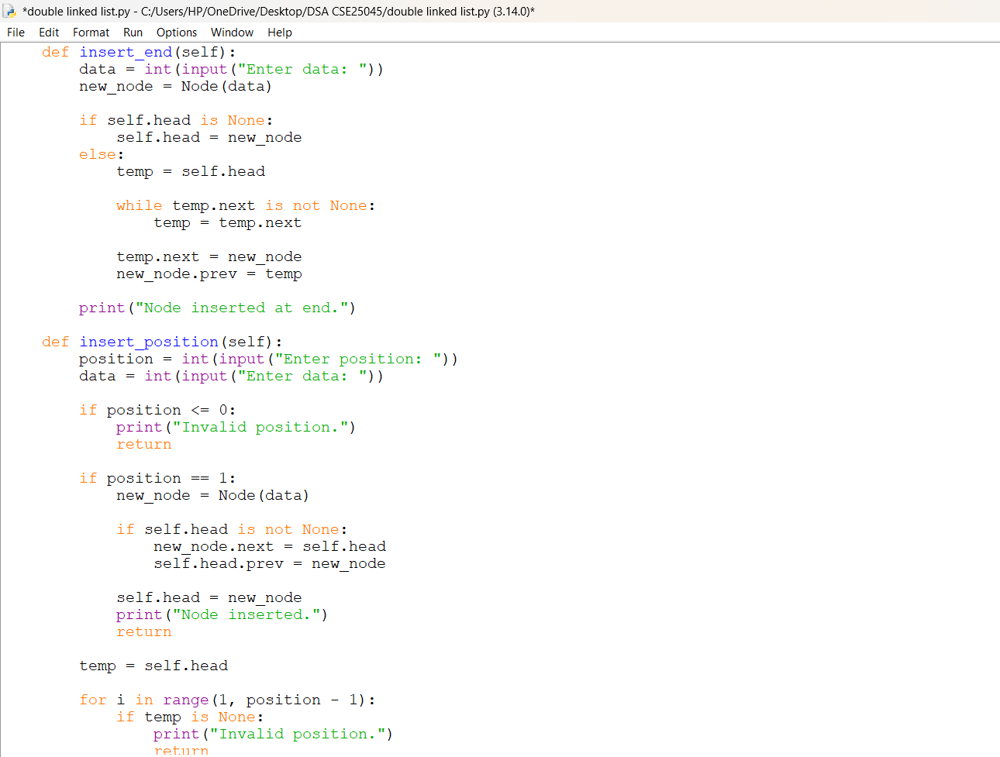 *double linked list.py - C:/Users/HP/OneDrive/Desktop/DSA CSE25045/double linked list.py (3.14.0)*
File Edit Format Run Options Window Help
    def insert_end(self):
        data = int(input("Enter data: "))
        new_node = Node(data)

        if self.head is None:
            self.head = new_node
        else:
            temp = self.head

            while temp.next is not None:
                temp = temp.next

            temp.next = new_node
            new_node.prev = temp

        print("Node inserted at end.")

    def insert_position(self):
        position = int(input("Enter position: "))
        data = int(input("Enter data: "))

        if position <= 0:
            print("Invalid position.")
            return

        if position == 1:
            new_node = Node(data)

            if self.head is not None:
                new_node.next = self.head
                self.head.prev = new_node

            self.head = new_node
            print("Node inserted.")
            return

        temp = self.head

        for i in range(1, position - 1):
            if temp is None:
                print("Invalid position.")
                return